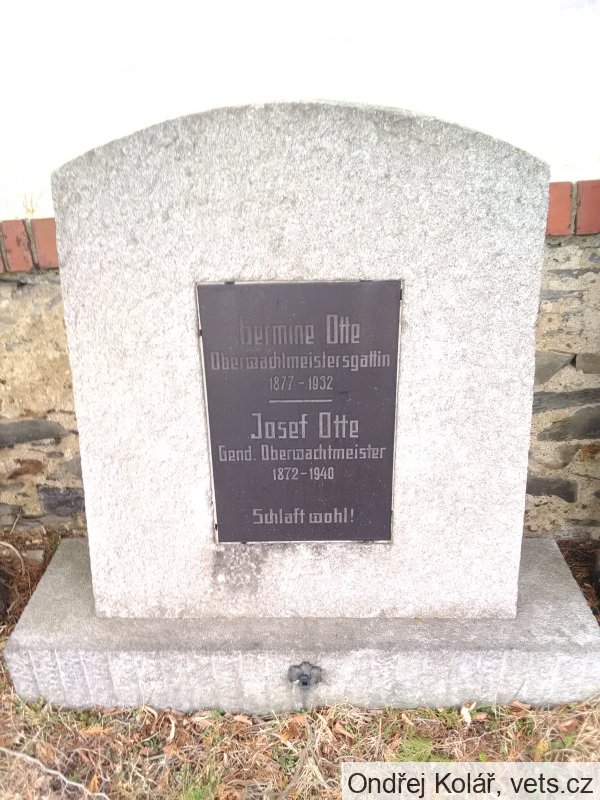 Hermine Otte
Oberwachtmeistersgattin
1877 - 1932
Josef Otte
Gend. Oberwachtmeister
1872 - 1940
Schlaft wohl!
Ondřej Kolář, vets.cz